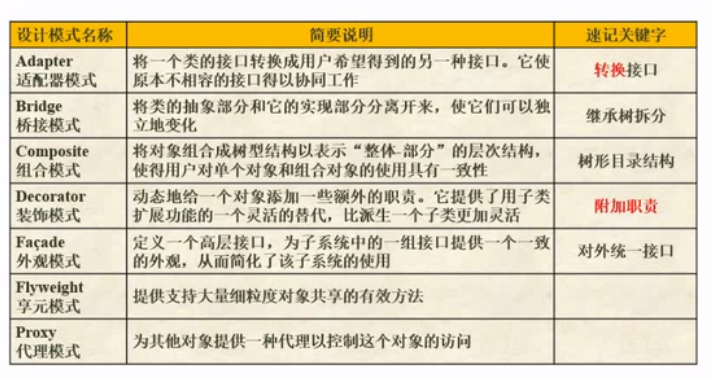 设计模式名称 简要说明 速记关键字
Adapter
适配器模式
将一个类的接口转换成用户希望得到的另一种接口。它使
原本不相容的接口得以协同工作
转换接口
Bridge
桥接模式
将类的抽象部分和它的实现部分分离开来，使它们可以独
立地变化
继承树拆分
Composite
组合模式
将对象组合成树型结构以表示“整体-部分”的层次结构，
使得用户对单个对象和组合对象的使用具有一致性
树形目录结构
Decorator
装饰模式
动态地给一个对象添加一些额外的职责。它提供了用子类
扩展功能的一个灵活的替代，比派生一个子类更加灵活
附加职责
Façade
外观模式
定义一个高层接口，为子系统中的一组接口提供一个一致
的外观，从而简化了该子系统的使用
对外统一接口
Flyweight
享元模式
提供支持大量细粒度对象共享的有效方法
Proxy
代理模式
为其他对象提供一种代理以控制这个对象的访问